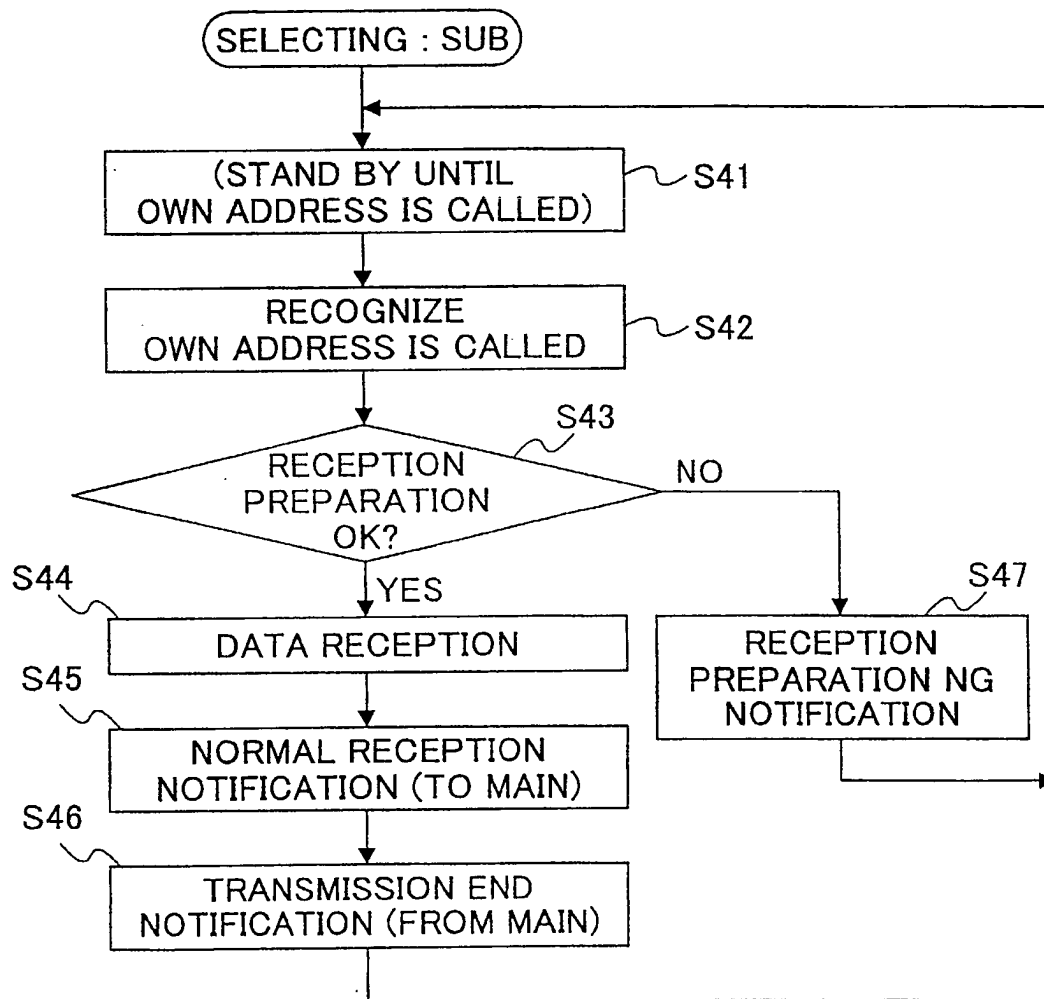 SELECTING : SUB
(STAND BY UNTIL
OWN ADDRESS IS CALLED)
S41
RECOGNIZE
OWN ADDRESS IS CALLED
S42
S43
RECEPTION
PREPARATION
OK?
NO
YES
S44
DATA RECEPTION
S47
RECEPTION
PREPARATION NG
NOTIFICATION
S45
NORMAL RECEPTION
NOTIFICATION (TO MAIN)
S46
TRANSMISSION END
NOTIFICATION (FROM MAIN)